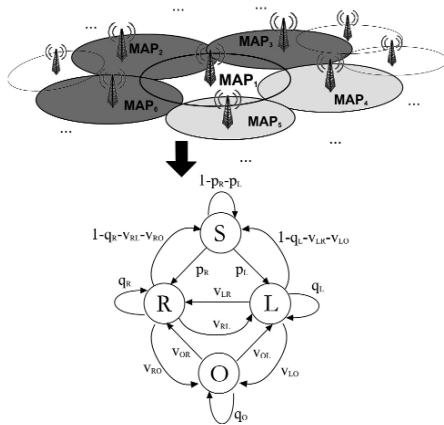 ... ...
MAP2 MAP3
MAP1
MAP6 MAP4
MAP5
... ...
... ...
1-pR-pL
1-qR-vRL-vRO 1-qL-vLR-vLO
S
pR pL
qR R vLR L qL
vRL
vRO vOR vOL vLO
O
qO